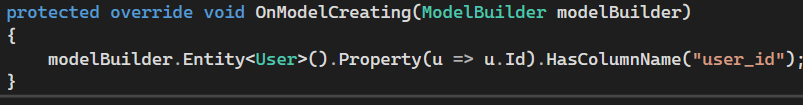 protected override void OnModelCreating(ModelBuilder modelBuilder)
{
    modelBuilder.Entity<User>().Property(u => u.Id).HasColumnName("user_id");
}